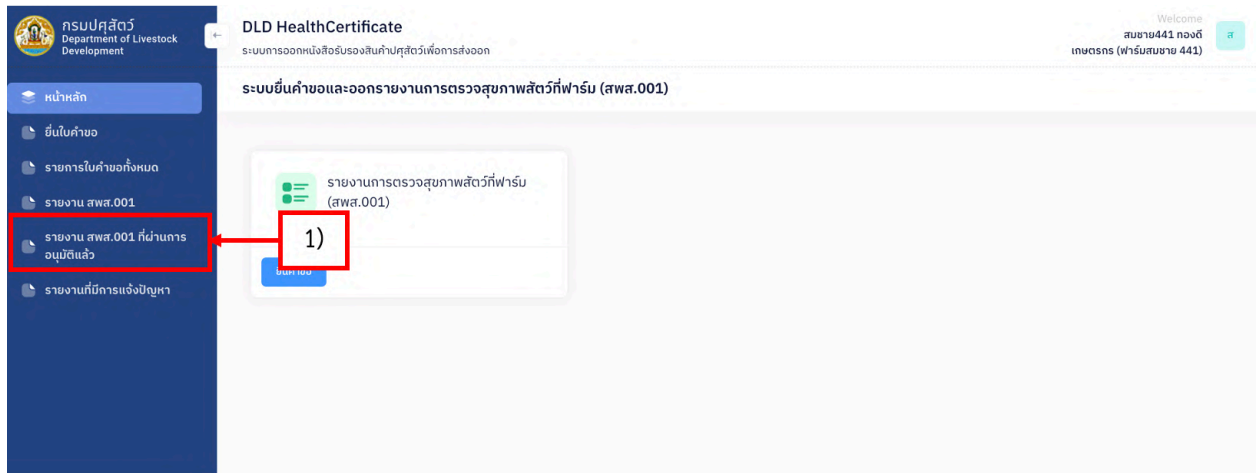 กรมปศุสัตว์
Department of Livestock
Development
←
DLD HealthCertificate
ระบบการออกหนังสือรับรองสินค้าปศุสัตว์เพื่อการส่งออก
Welcome
สมชาย441 ทองดี
เกษตรกร (ฟาร์มสมชาย 441)
ส
หน้าหลัก
ยื่นใบคำขอ
รายการใบคำขอทั้งหมด
รายงาน สพส.001
รายงาน สพส.001 ที่ผ่านการ
อนุมัติแล้ว
รายงานที่มีการแจ้งปัญหา
ระบบยื่นคำขอและออกรายงานการตรวจสุขภาพสัตว์ที่ฟาร์ม (สพส.001)
รายงานการตรวจสุขภาพสัตว์ที่ฟาร์ม
(สพส.001)
1)
ยื่นคำขอ